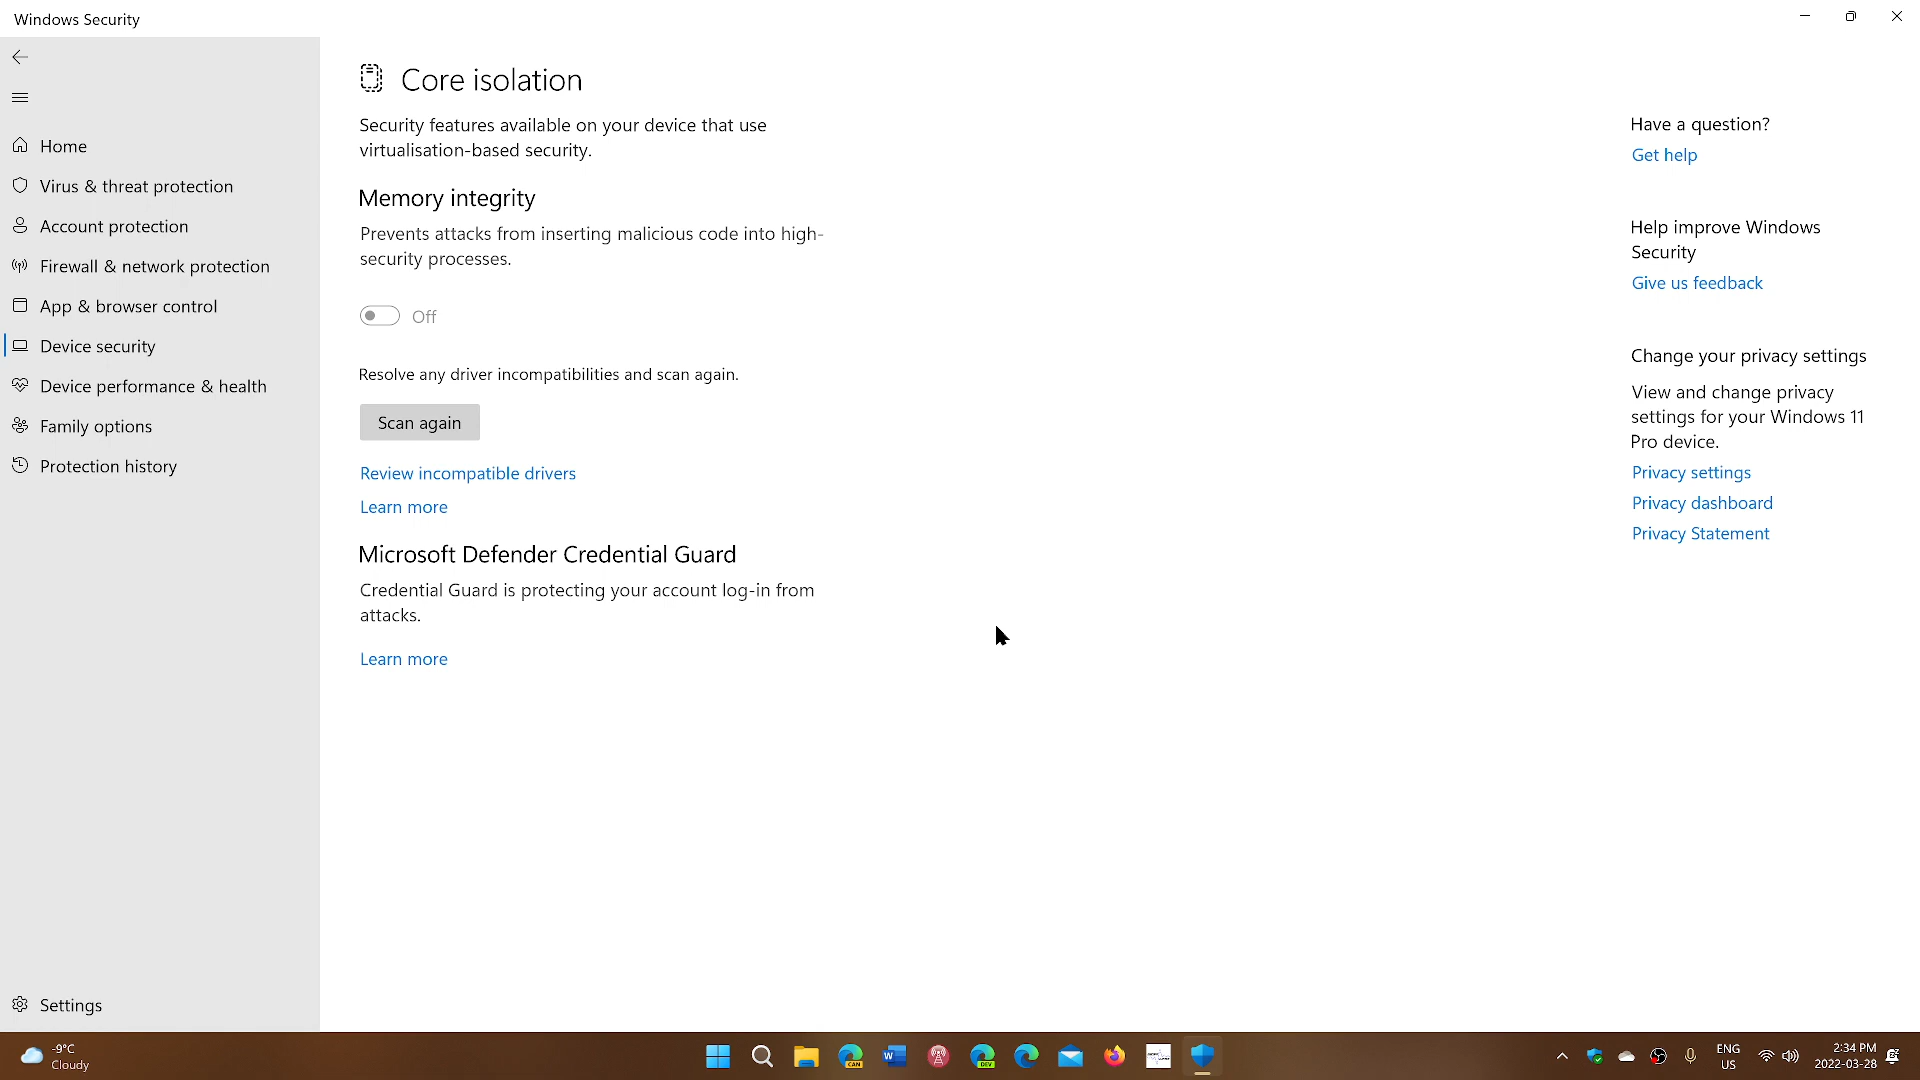 Windows Security
Home
Virus & threat protection
Account protection
Firewall & network protection
App & browser control
Device security
Device performance & health
Family options
Protection history
Settings
Core isolation
Security features available on your device that use
virtualisation-based security.
Memory integrity
Prevents attacks from inserting malicious code into high-
security processes.
Off
Resolve any driver incompatibilities and scan again.
Scan again
Review incompatible drivers
Learn more
Microsoft Defender Credential Guard
Credential Guard is protecting your account log-in from
attacks.
Learn more
Have a question?
Get help
Help improve Windows
Security
Give us feedback
Change your privacy settings
View and change privacy
settings for your Windows 11
Pro device.
Privacy settings
Privacy dashboard
Privacy Statement
-9°C
Cloudy
CAN
W
DEV
ENG
US
2:34 PM
2022-03-28